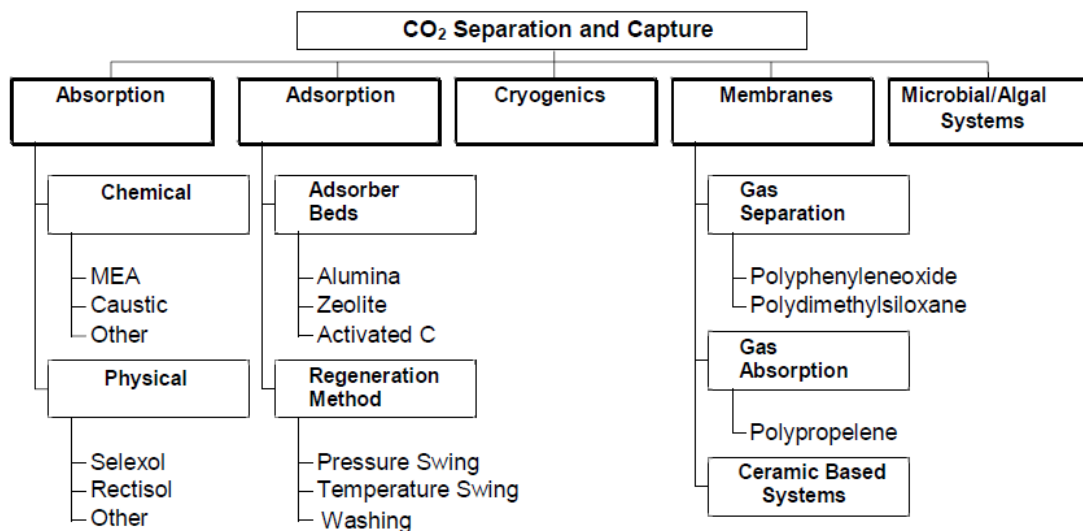 CO₂ Separation and Capture
Absorption
Adsorption
Cryogenics
Membranes
Microbial/Algal
Systems
Chemical
MEA
Caustic
Other
Physical
Selexol
Rectisol
Other
Adsorber
Beds
Alumina
Zeolite
Activated C
Regeneration
Method
Pressure Swing
Temperature Swing
Washing
Gas
Separation
Polyphenyleneoxide
Polydimethylsiloxane
Gas
Absorption
Polypropelene
Ceramic Based
Systems